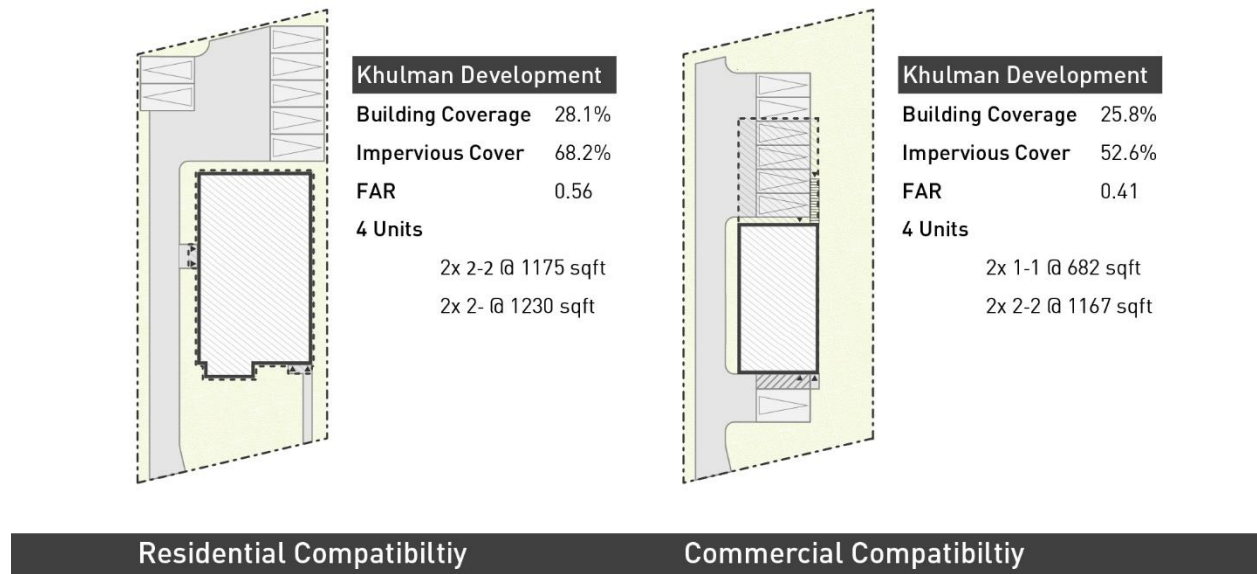 Khulman Development
Building Coverage 28.1%
Impervious Cover 68.2%
FAR 0.56
4 Units
2x 2-2 @ 1175 sqft
2x 2- @ 1230 sqft
Khulman Development
Building Coverage 25.8%
Impervious Cover 52.6%
FAR 0.41
4 Units
2x 1-1 @ 682 sqft
2x 2-2 @ 1167 sqft
Residential Compatibiltiy
Commercial Compatibiltiy